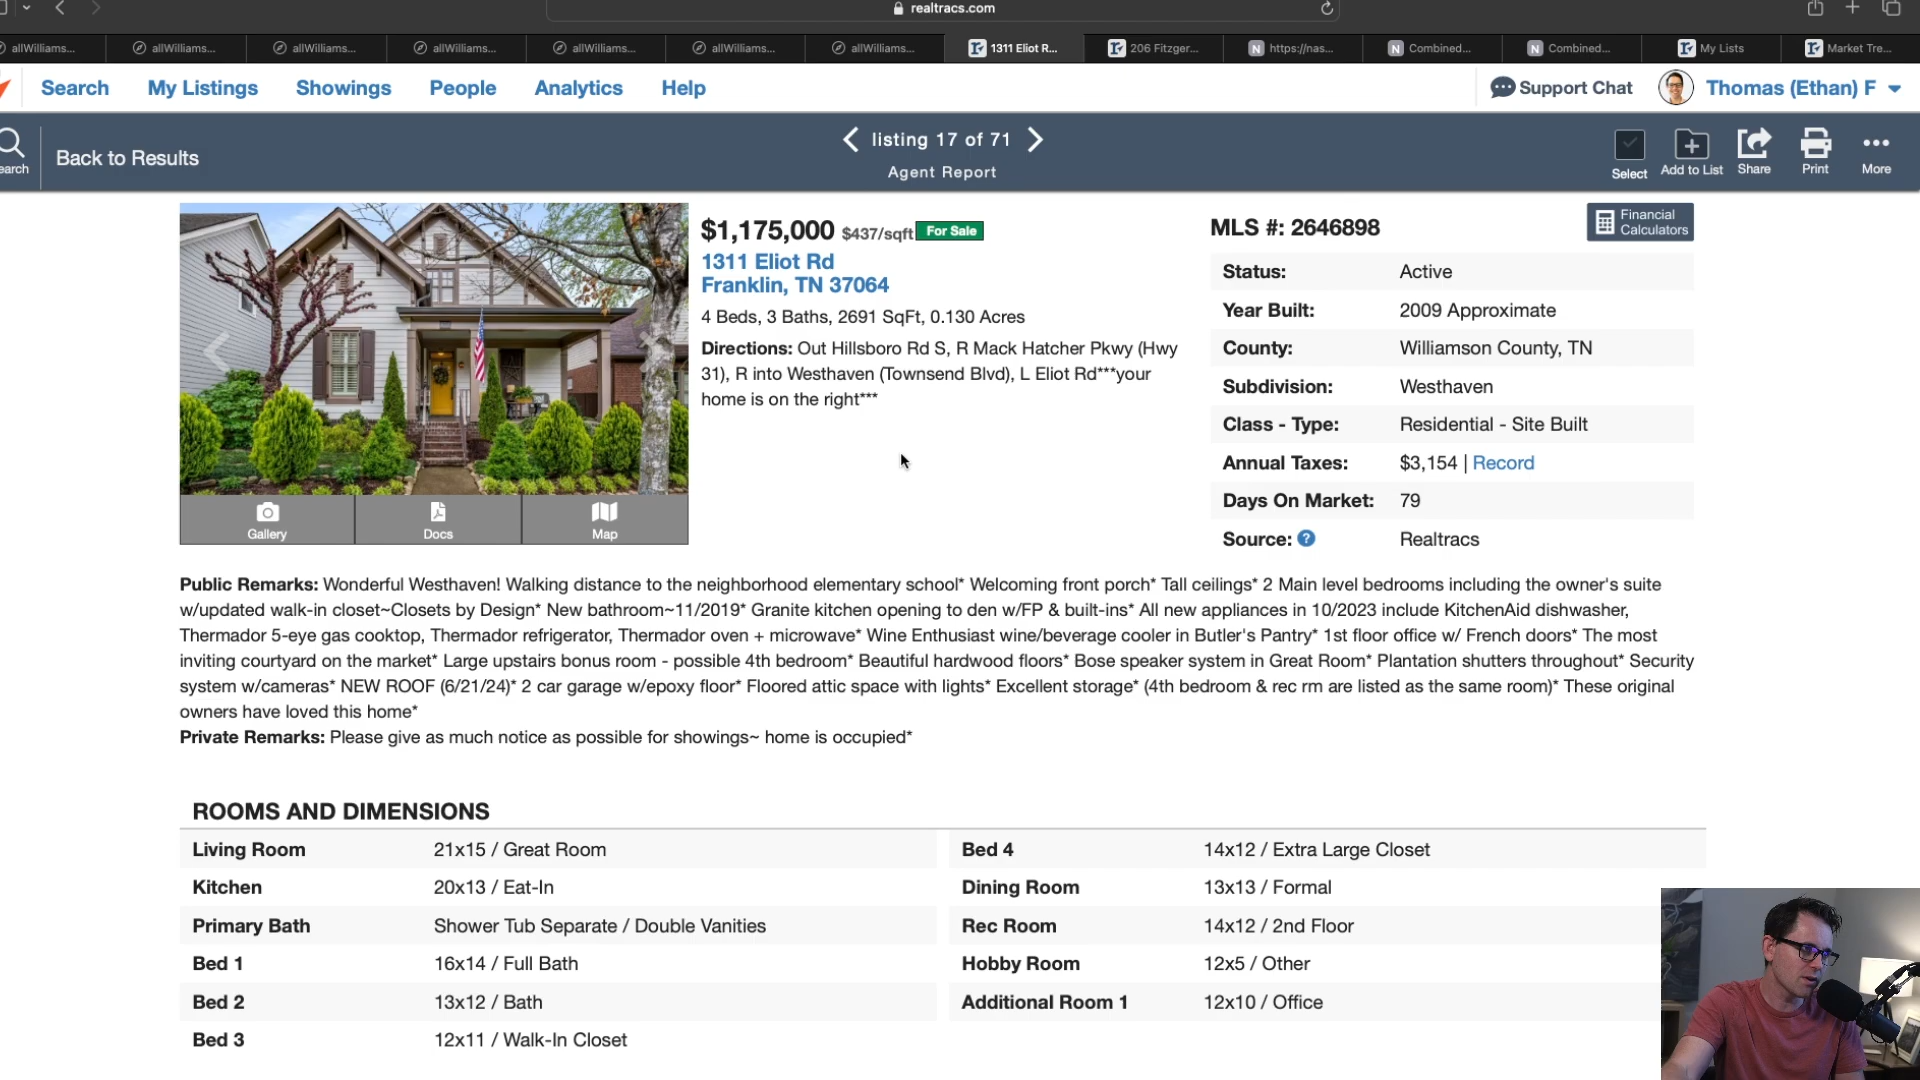 realtracs.com
allWilliams...
allWilliams...
allWilliams...
allWilliams...
allWilliams...
allWilliams...
allWilliams...
1311 Eliot R...
206 Fitzger...
https://nas...
Combined...
Combined...
My Lists
Market Tre...
Search
My Listings
Showings
People
Analytics
Help
Support Chat
Thomas (Ethan) F
earch
Back to Results
listing 17 of 71
Agent Report
Select
Add to List
Share
Print
More
$1,175,000 $437/sqft For Sale
1311 Eliot Rd
Franklin, TN 37064
4 Beds, 3 Baths, 2691 SqFt, 0.130 Acres
Directions: Out Hillsboro Rd S, R Mack Hatcher Pkwy (Hwy
31), R into Westhaven (Townsend Blvd), L Eliot Rd***your
home is on the right***
Gallery
Docs
Map
MLS #: 2646898
Financial
Calculators
Status: Active
Year Built: 2009 Approximate
County: Williamson County, TN
Subdivision: Westhaven
Class - Type: Residential - Site Built
Annual Taxes: $3,154 | Record
Days On Market: 79
Source: ? Realtracs
Public Remarks: Wonderful Westhaven! Walking distance to the neighborhood elementary school* Welcoming front porch* Tall ceilings* 2 Main level bedrooms including the owner's suite
w/updated walk-in closet~Closets by Design* New bathroom~11/2019* Granite kitchen opening to den w/FP & built-ins* All new appliances in 10/2023 include KitchenAid dishwasher,
Thermador 5-eye gas cooktop, Thermador refrigerator, Thermador oven + microwave* Wine Enthusiast wine/beverage cooler in Butler's Pantry* 1st floor office w/ French doors* The most
inviting courtyard on the market* Large upstairs bonus room - possible 4th bedroom* Beautiful hardwood floors* Bose speaker system in Great Room* Plantation shutters throughout* Security
system w/cameras* NEW ROOF (6/21/24)* 2 car garage w/epoxy floor* Floored attic space with lights* Excellent storage* (4th bedroom & rec rm are listed as the same room)* These original
owners have loved this home*
Private Remarks: Please give as much notice as possible for showings~ home is occupied*
ROOMS AND DIMENSIONS
Living Room 21x15 / Great Room
Kitchen 20x13 / Eat-In
Primary Bath Shower Tub Separate / Double Vanities
Bed 1 16x14 / Full Bath
Bed 2 13x12 / Bath
Bed 3 12x11 / Walk-In Closet
Bed 4 14x12 / Extra Large Closet
Dining Room 13x13 / Formal
Rec Room 14x12 / 2nd Floor
Hobby Room 12x5 / Other
Additional Room 1 12x10 / Office